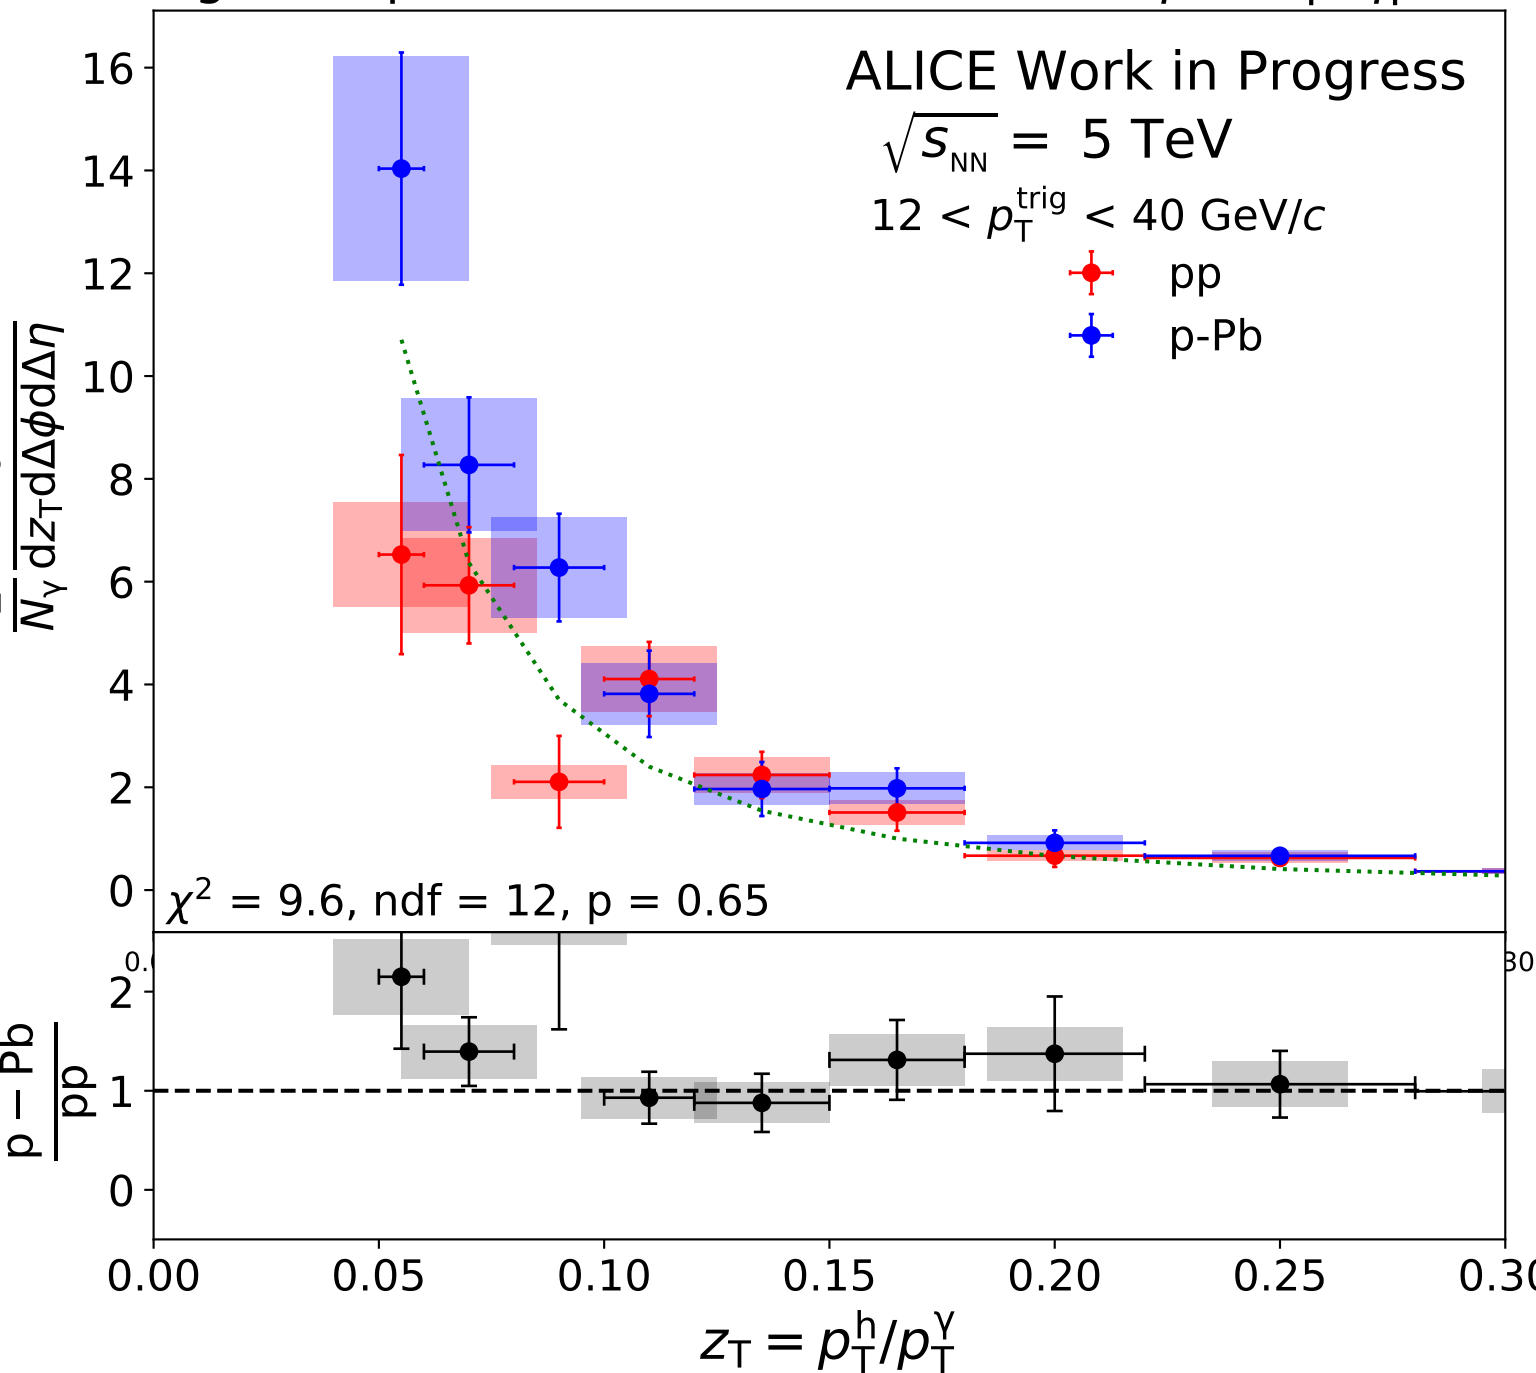 ALICE Work in Progress
√s_NN = 5 TeV
12 < p_T^trig < 40 GeV/c
pp
p-Pb
16
14
12
10
8
6
4
2
0
N_γ dz_T dΔϕdΔη
χ² = 9.6, ndf = 12, p = 0.65
2
1
0
p − Pb
pp
0.00 0.05 0.10 0.15 0.20 0.25 0.30
z_T = p_T^h/p_T^γ